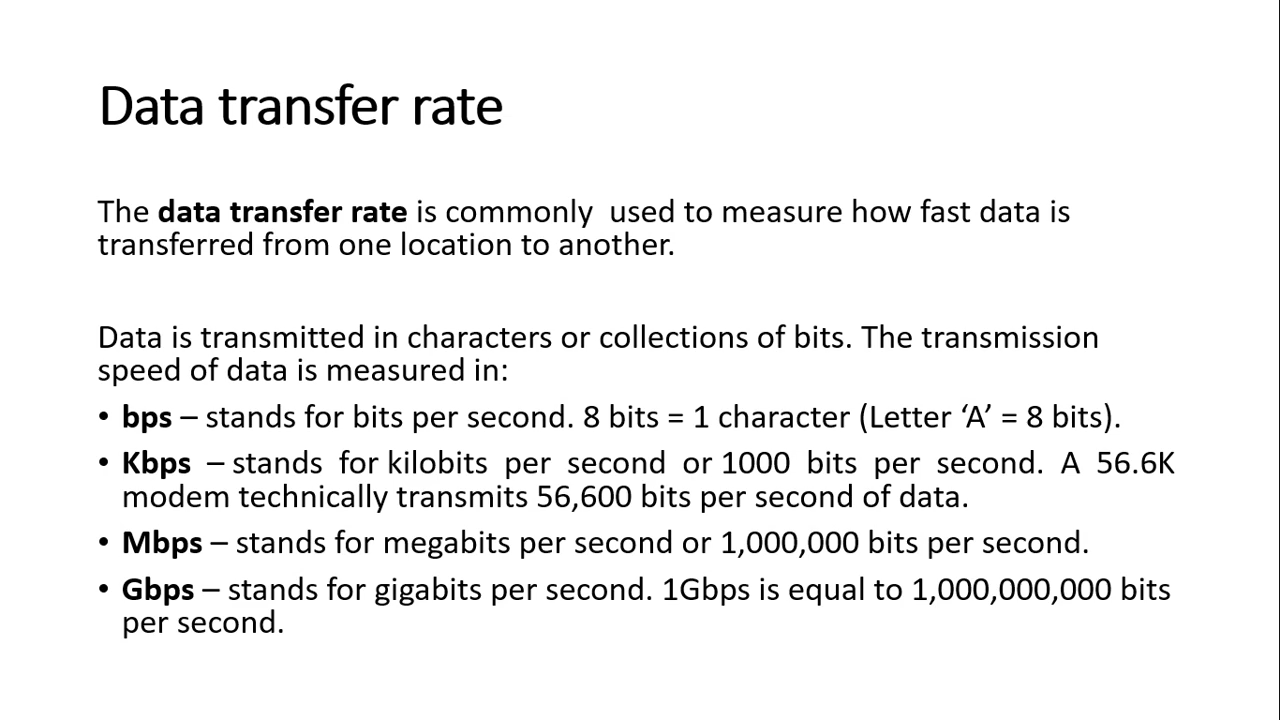 Data transfer rate
The data transfer rate is commonly  used to measure how fast data is
transferred from one location to another.
Data is transmitted in characters or collections of bits. The transmission
speed of data is measured in:
• bps – stands for bits per second. 8 bits = 1 character (Letter ‘A’ = 8 bits).
• Kbps – stands for kilobits per second or 1000 bits per second. A 56.6K
modem technically transmits 56,600 bits per second of data.
• Mbps – stands for megabits per second or 1,000,000 bits per second.
• Gbps – stands for gigabits per second. 1Gbps is equal to 1,000,000,000 bits
per second.